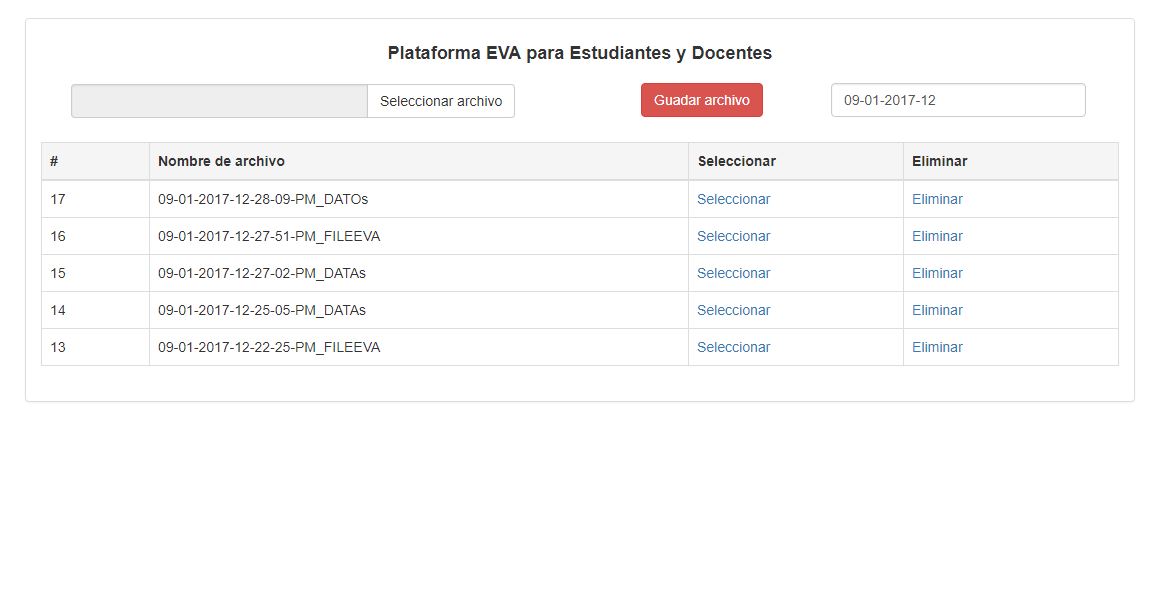 Plataforma EVA para Estudiantes y Docentes
Seleccionar archivo Guadar archivo 09-01-2017-12
# Nombre de archivo Seleccionar Eliminar
17 09-01-2017-12-28-09-PM_DATOs Seleccionar Eliminar
16 09-01-2017-12-27-51-PM_FILEEVA Seleccionar Eliminar
15 09-01-2017-12-27-02-PM_DATAs Seleccionar Eliminar
14 09-01-2017-12-25-05-PM_DATAs Seleccionar Eliminar
13 09-01-2017-12-22-25-PM_FILEEVA Seleccionar Eliminar